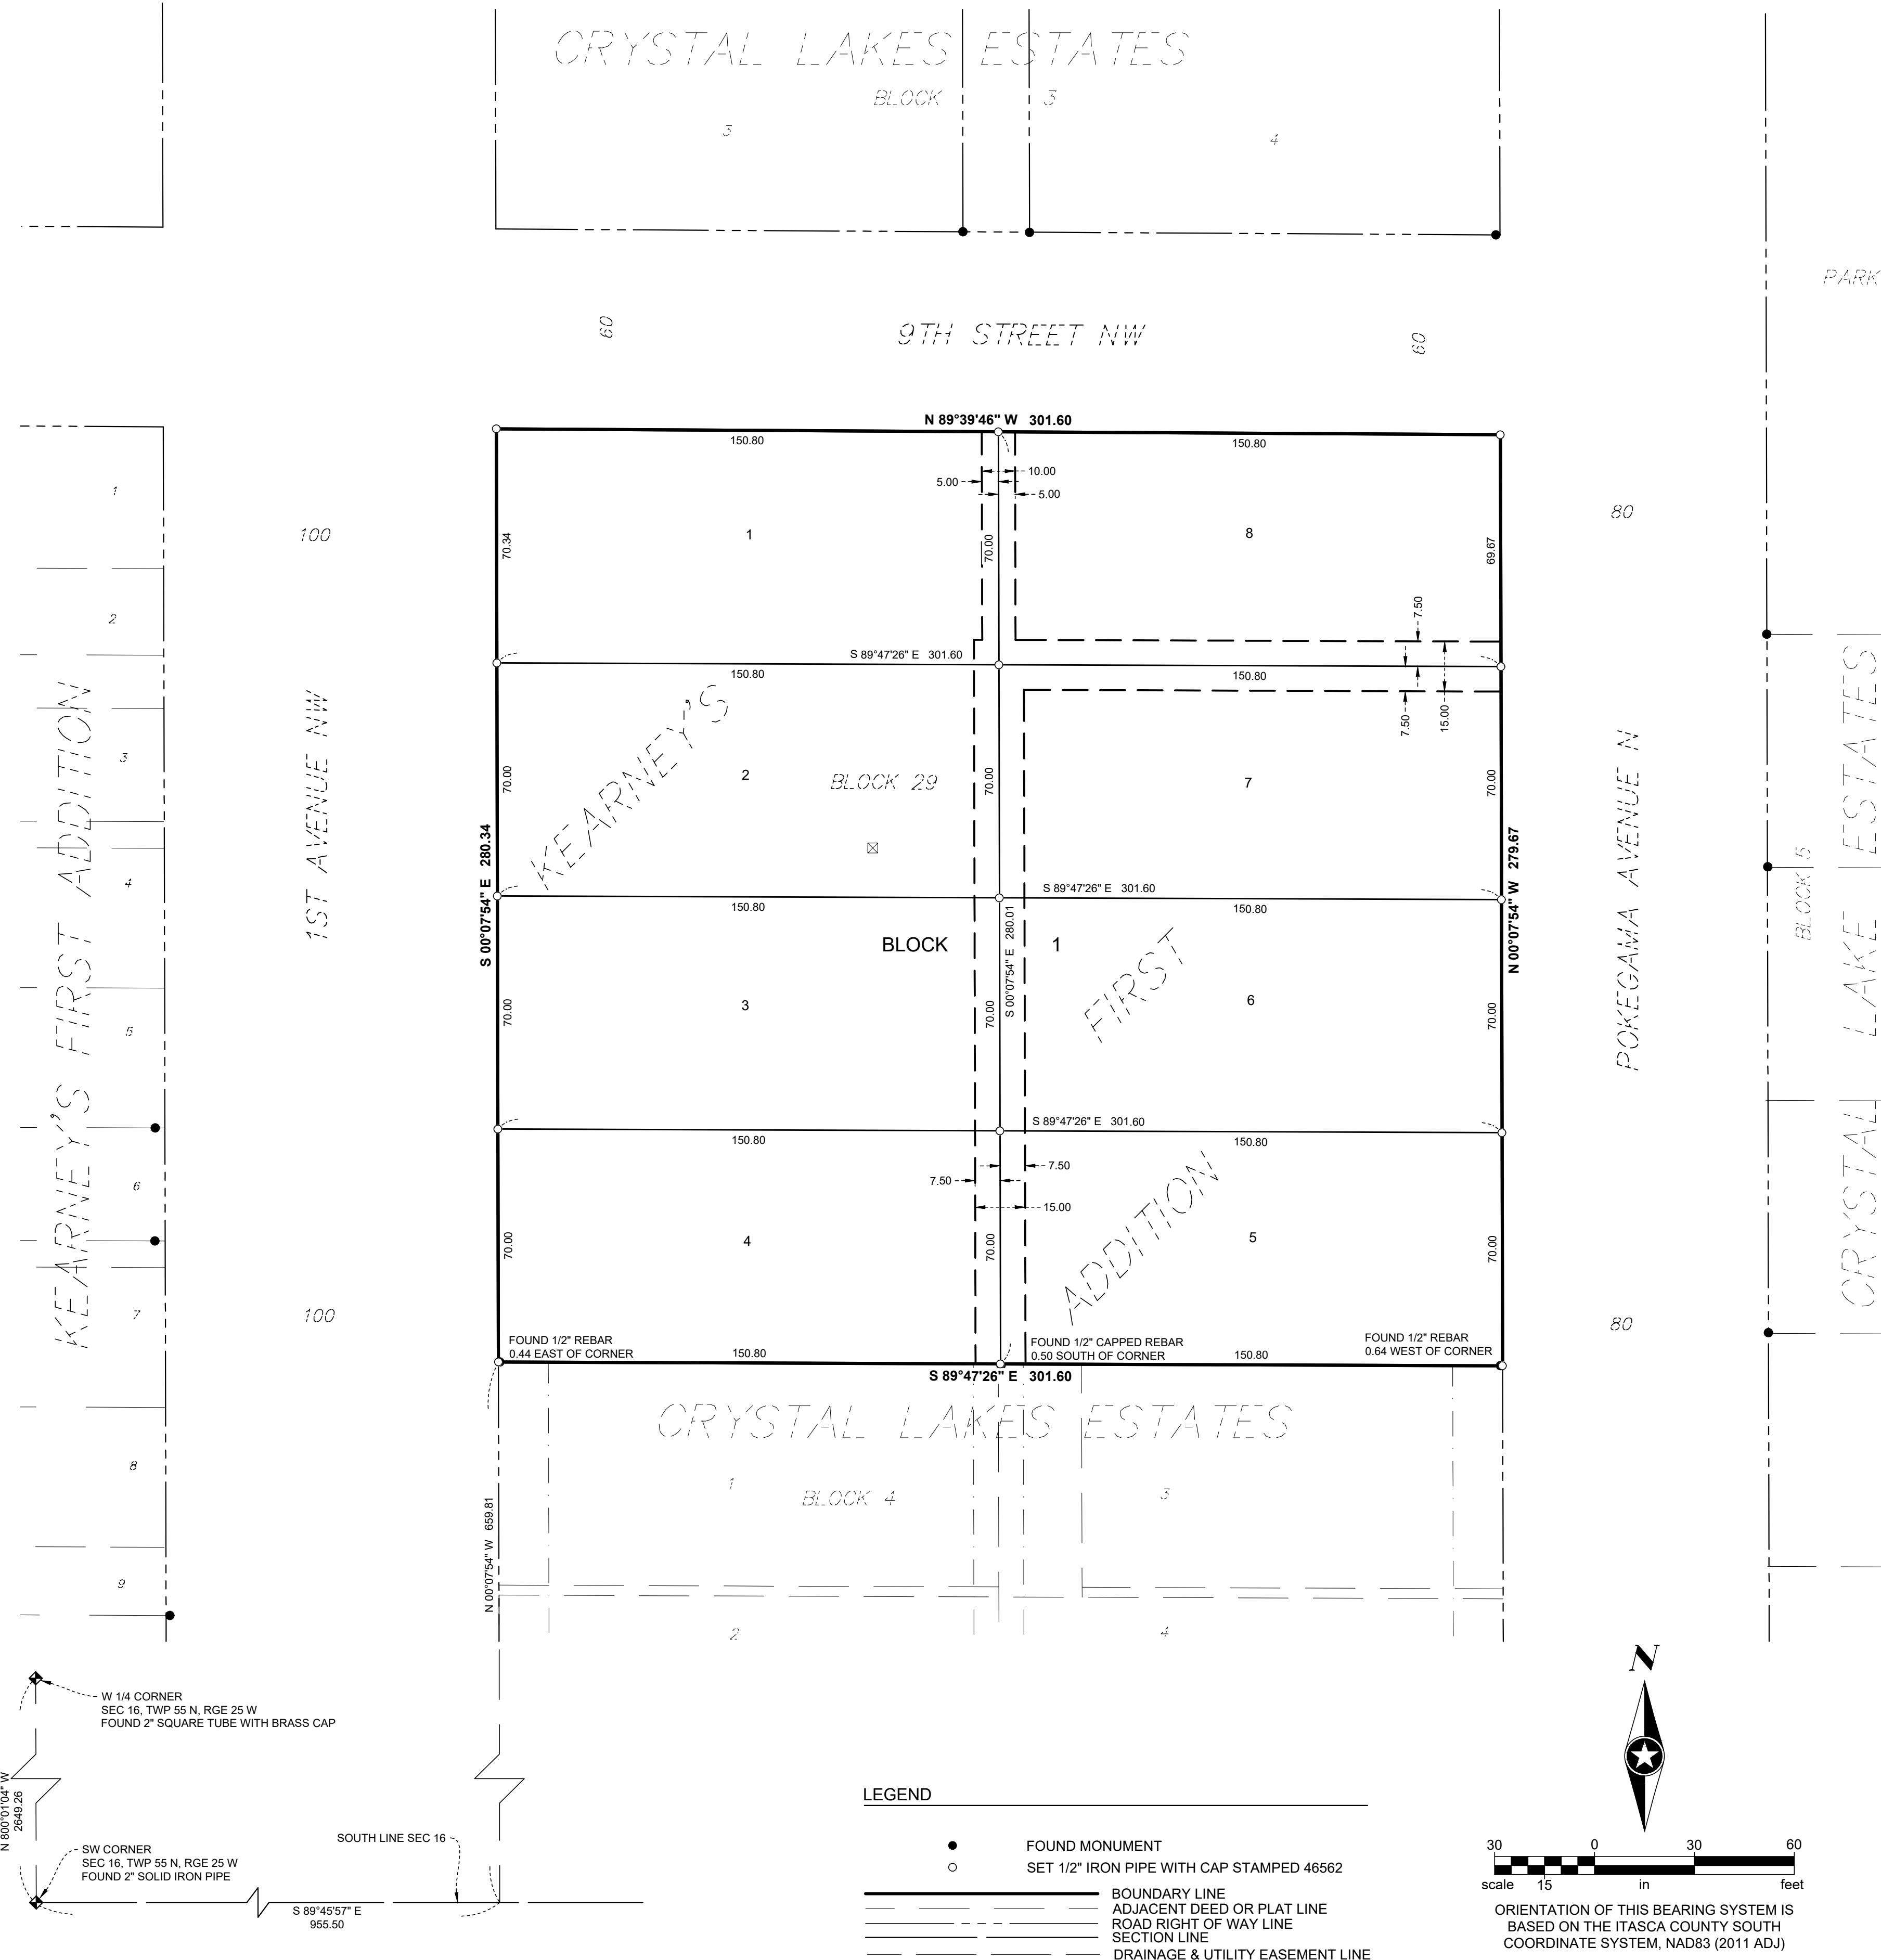 CRYSTAL LAKES ESTATES
BLOCK 3
3
4
PARK
60
9TH STREET NW
60
N 89°39'46" W 301.60
150.80
150.80
10.00
5.00
5.00
1
100
70.34
1
70.00
8
69.67
80
2
7.50
S 89°47'26" E 301.60
150.80
150.80
7.50
15.00
3
KEARNEY'S FIRST ADDITION
1ST AVENUE NW
S 00°07'54" E 280.34
70.00
2
KEARNEY'S
BLOCK 29
70.00
7
70.00
N 00°07'54" W 279.67
POKEGAMA AVENUE N
BLOCK 5
CRYSTAL LAKE ESTATES
4
S 89°47'26" E 301.60
150.80
150.80
BLOCK 1
S 00°07'54" E 280.01
FIRST
5
70.00
3
70.00
6
70.00
S 89°47'26" E 301.60
150.80
150.80
6
7.50
7.50
15.00
ADDITION
70.00
4
70.00
5
70.00
7
100
80
FOUND 1/2" REBAR
0.44 EAST OF CORNER
150.80
FOUND 1/2" CAPPED REBAR
0.50 SOUTH OF CORNER
150.80
FOUND 1/2" REBAR
0.64 WEST OF CORNER
S 89°47'26" E 301.60
CRYSTAL LAKES ESTATES
8
1
BLOCK 4
3
N 00°07'54" W 659.81
9
2
4
W 1/4 CORNER
SEC 16, TWP 55 N, RGE 25 W
FOUND 2" SQUARE TUBE WITH BRASS CAP
N 800°01'04" W
2649.26
SW CORNER
SEC 16, TWP 55 N, RGE 25 W
FOUND 2" SOLID IRON PIPE
SOUTH LINE SEC 16
S 89°45'57" E
955.50
LEGEND
FOUND MONUMENT
SET 1/2" IRON PIPE WITH CAP STAMPED 46562
BOUNDARY LINE
ADJACENT DEED OR PLAT LINE
ROAD RIGHT OF WAY LINE
SECTION LINE
DRAINAGE & UTILITY EASEMENT LINE
N
30 0 30 60
scale 15 in feet
ORIENTATION OF THIS BEARING SYSTEM IS
BASED ON THE ITASCA COUNTY SOUTH
COORDINATE SYSTEM, NAD83 (2011 ADJ)